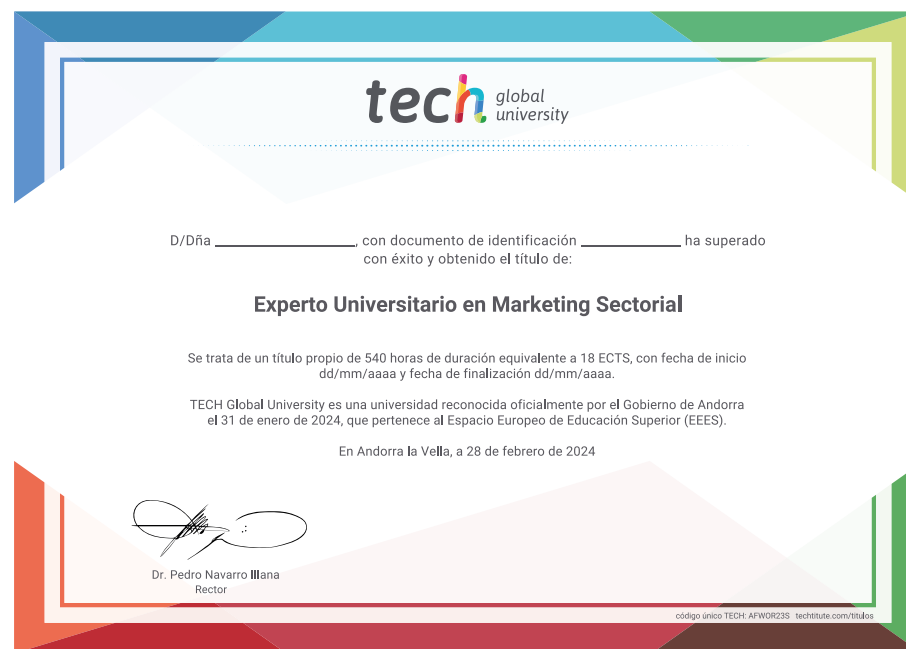 tech global university
D/Dña , con documento de identificación ha superado
con éxito y obtenido el título de:
Experto Universitario en Marketing Sectorial
Se trata de un título propio de 540 horas de duración equivalente a 18 ECTS, con fecha de inicio
dd/mm/aaaa y fecha de finalización dd/mm/aaaa.
TECH Global University es una universidad reconocida oficialmente por el Gobierno de Andorra
el 31 de enero de 2024, que pertenece al Espacio Europeo de Educación Superior (EEES).
En Andorra la Vella, a 28 de febrero de 2024
Dr. Pedro Navarro Illana
Rector
código único TECH: AFWOR23S techtitute.com/titulos